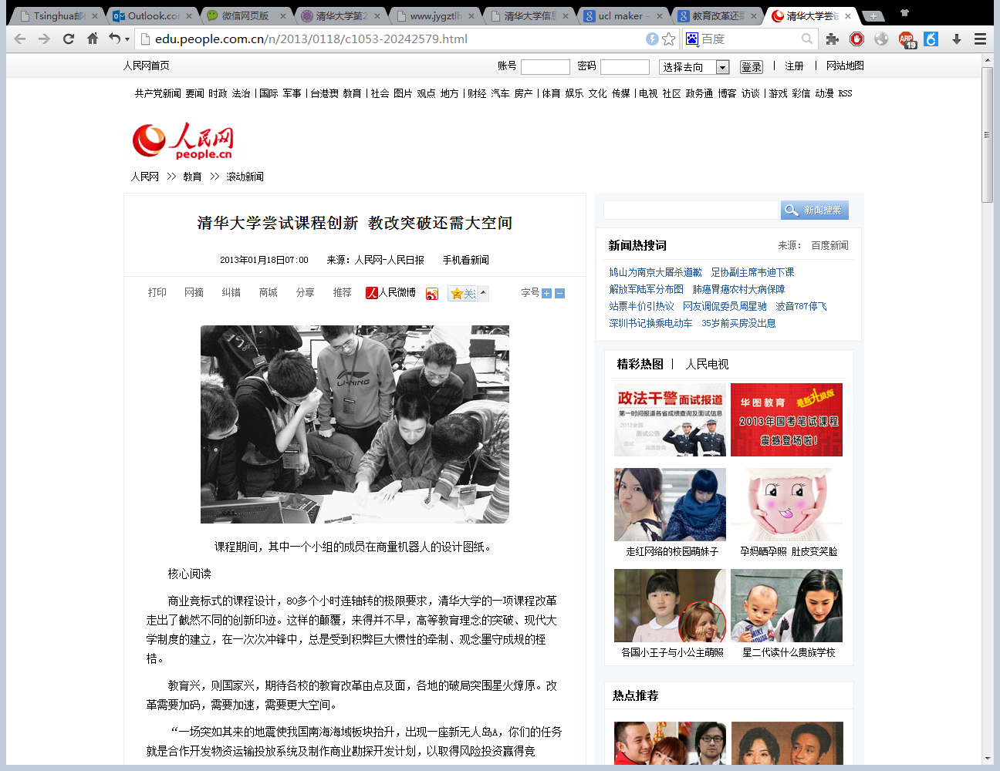 Tsinghua邮
Outlook.co
微信网页版
清华大学第2
www.jygztlh
清华大学信息
ucl maker -
教育改革还需
清华大学尝试
edu.people.com.cn/n/2013/0118/c1053-20242579.html
百度
ABP
19
人民网首页
账号
密码
选择去向
登录
| 注册 | 网站地图
共产党新闻 要闻 时政 法治 | 国际 军事 | 台港澳 教育 | 社会 图片 观点 地方 | 财经 汽车 房产 | 体育 娱乐 文化 传媒 | 电视 社区 政务通 博客 访谈 | 游戏 彩信 动漫 RSS
人民网
people.cn
人民网 >> 教育 >> 滚动新闻
清华大学尝试课程创新 教改突破还需大空间
2013年01月18日07:00 来源：人民网-人民日报 手机看新闻
打印 网摘 纠错 商城 分享 推荐 人民微博 关注 字号
LI-NING
课程期间，其中一个小组的成员在商量机器人的设计图纸。
核心阅读
商业竞标式的课程设计，80多个小时连轴转的极限要求，清华大学的一项课程改革
走出了截然不同的创新印迹。这样的颠覆，来得并不早，高等教育理念的突破、现代大
学制度的建立，在一次次冲锋中，总是受到积弊巨大惯性的牵制、观念墨守成规的桎
梏。
教育兴，则国家兴，期待各校的教育改革由点及面，各地的破局突围星火燎原。改
革需要加码，需要加速，需要更大空间。
“一场突如其来的地震使我国南海海域板块抬升，出现一座新无人岛A，你们的任务
就是合作开发物资运输投放系统及制作商业勘探开发计划，以取得风险投资赢得竞
新闻搜索
新闻热搜词
来源： 百度新闻
鸠山为南京大屠杀道歉 足协副主席韦迪下课
解放军陆军分布图 肺癌胃癌农村大病保障
站票半价引热议 网友调侃委员周星驰 波音787停飞
深圳书记换乘电动车 35岁前买房没出息
精彩热图 | 人民电视
政法干警面试报道
第一时间报道各省成绩查询及面试信息
2012全国
面试公告
面试
成绩查询
华图教育
最新升级版
2013年国考笔试课程
震撼登场啦！
走红网络的校园萌妹子
孕妈晒孕照 肚皮变笑脸
MIKI
HOUSE
各国小王子与小公主萌照
星二代读什么贵族学校
热点推荐